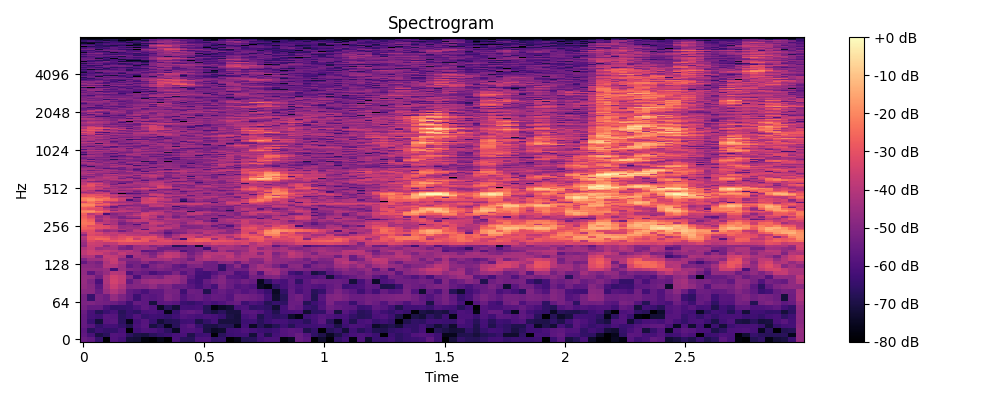 Spectrogram
Hz
4096
2048
1024
512
256
128
64
0
0
0.5
1
1.5
2
2.5
Time
+0 dB
-10 dB
-20 dB
-30 dB
-40 dB
-50 dB
-60 dB
-70 dB
-80 dB